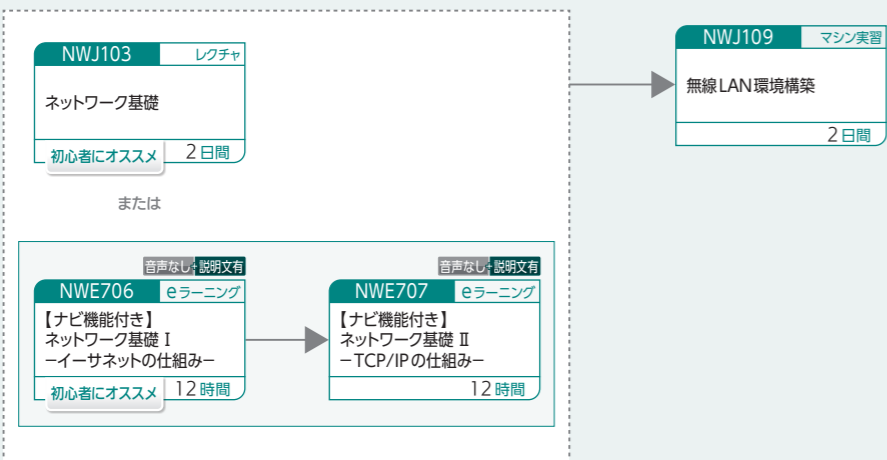 NWJ103 レクチャ
ネットワーク基礎
初心者にオススメ 2日間
または
音声なし+説明文有
NWE706 eラーニング
【ナビ機能付き】
ネットワーク基礎 Ⅰ
−イーサネットの仕組み−
初心者にオススメ 12時間
音声なし+説明文有
NWE707 eラーニング
【ナビ機能付き】
ネットワーク基礎 Ⅱ
−TCP/IPの仕組み−
12時間
NWJ109 マシン実習
無線LAN環境構築
2日間